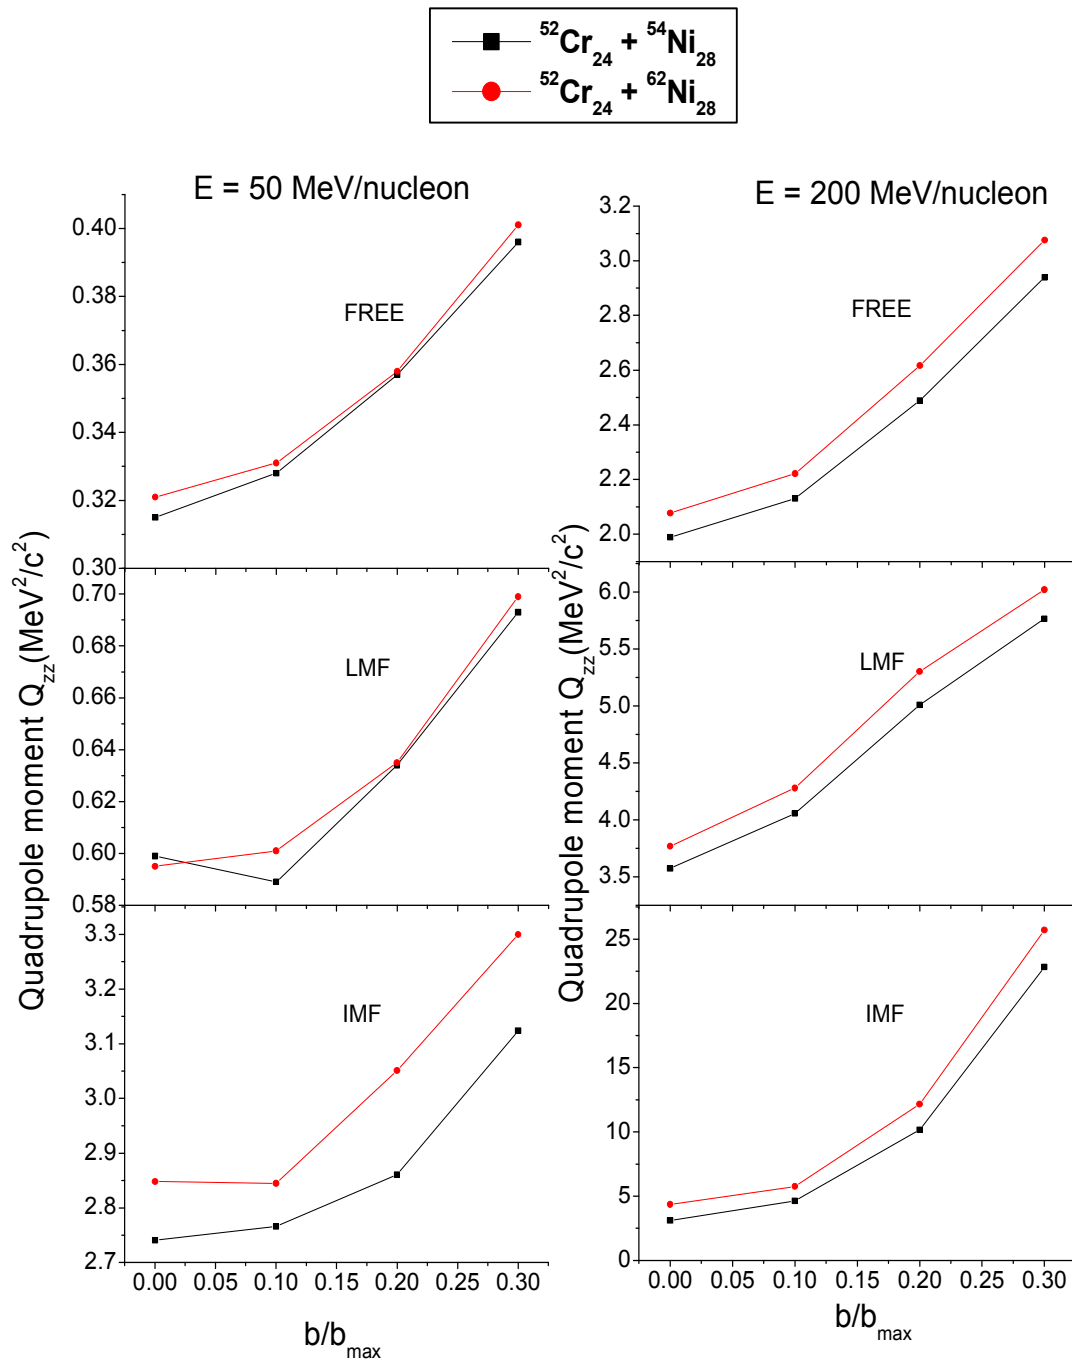 ⁵²Cr₂₄ + ⁵⁴Ni₂₈
⁵²Cr₂₄ + ⁶²Ni₂₈
E = 50 MeV/nucleon
E = 200 MeV/nucleon
Quadrupole moment Q_zz(MeV²/c²)
0.40
0.38
0.36
0.34
0.32
0.30
FREE
0.70
0.68
0.66
0.64
0.62
0.60
0.58
LMF
3.3
3.2
3.1
3.0
2.9
2.8
2.7
IMF
0.00 0.05 0.10 0.15 0.20 0.25 0.30
b/b_max
Quadrupole moment Q_zz(MeV²/c²)
3.2
3.0
2.8
2.6
2.4
2.2
2.0
FREE
6.0
5.5
5.0
4.5
4.0
3.5
LMF
25
20
15
10
5
0
IMF
0.00 0.05 0.10 0.15 0.20 0.25 0.30
b/b_max